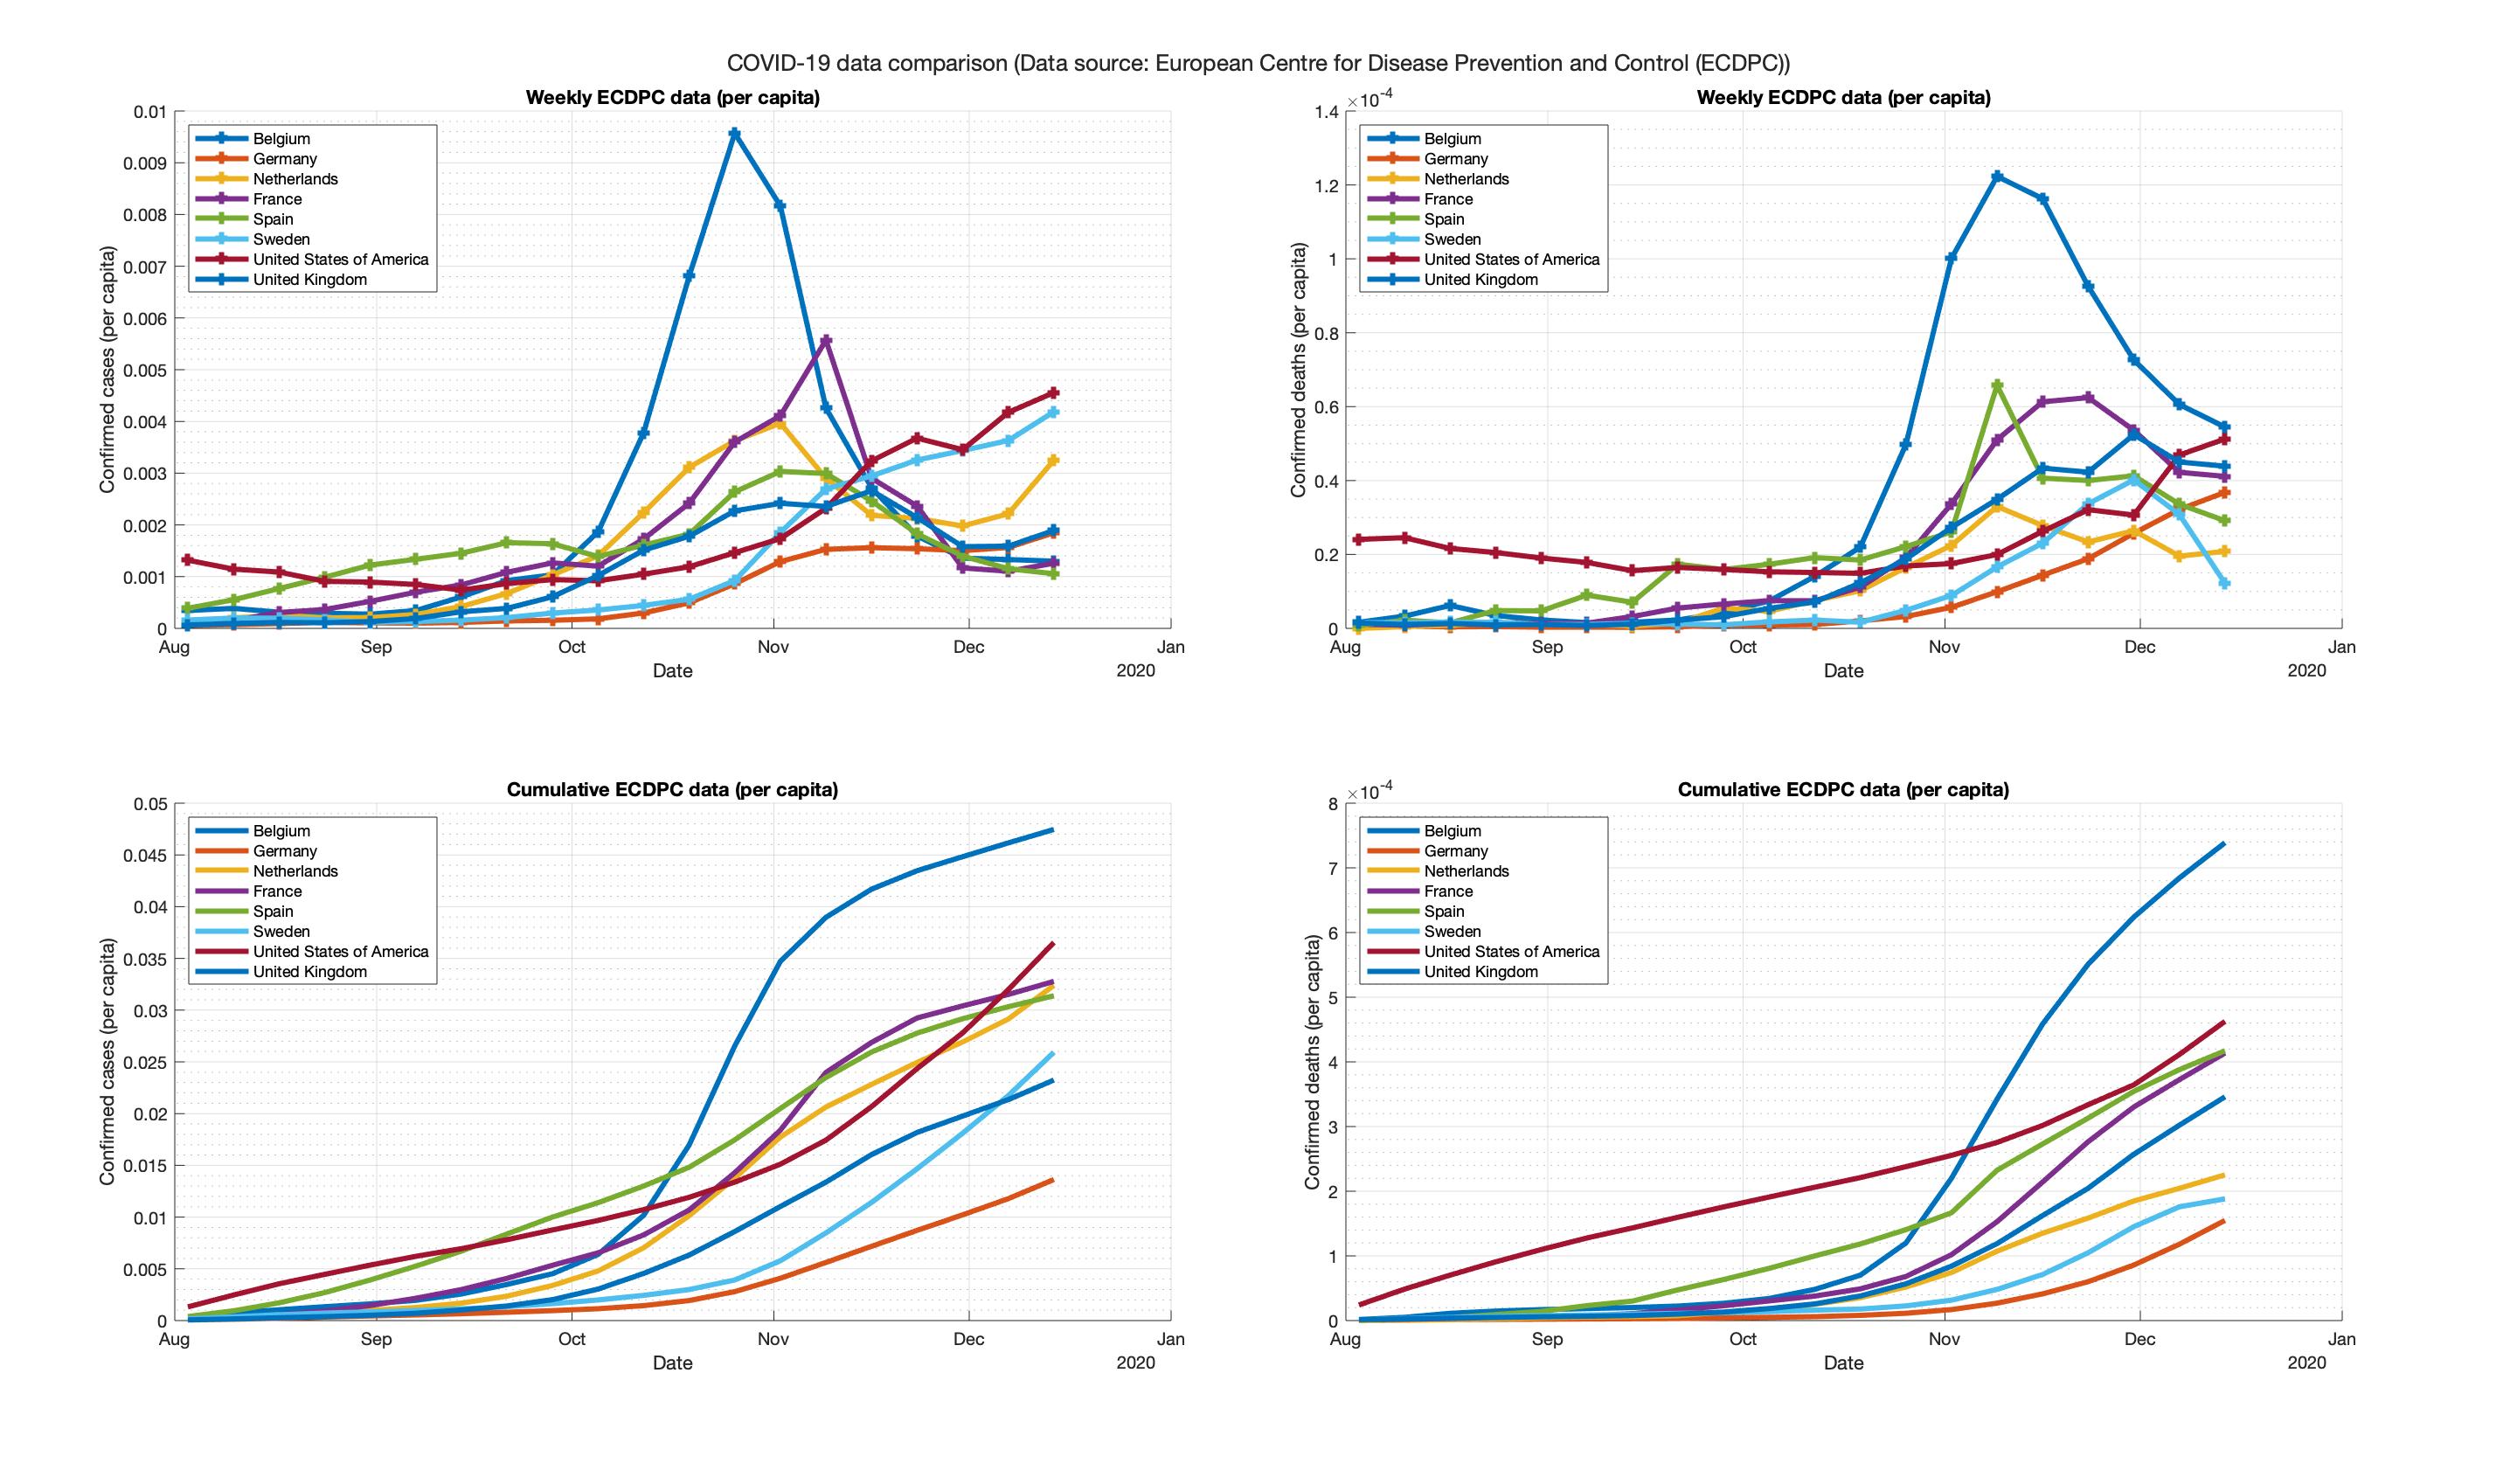 COVID-19 data comparison (Data source: European Centre for Disease Prevention and Control (ECDPC))
Weekly ECDPC data (per capita)
0.01
0.009
0.008
0.007
0.006
0.005
0.004
0.003
0.002
0.001
0
Confirmed cases (per capita)
Belgium
Germany
Netherlands
France
Spain
Sweden
United States of America
United Kingdom
Aug Sep Oct Nov Dec Jan
Date
2020
Weekly ECDPC data (per capita)
×10⁻⁴
1.4
1.2
1
0.8
0.6
0.4
0.2
0
Confirmed deaths (per capita)
Belgium
Germany
Netherlands
France
Spain
Sweden
United States of America
United Kingdom
Aug Sep Oct Nov Dec Jan
Date
2020
Cumulative ECDPC data (per capita)
0.05
0.045
0.04
0.035
0.03
0.025
0.02
0.015
0.01
0.005
0
Confirmed cases (per capita)
Belgium
Germany
Netherlands
France
Spain
Sweden
United States of America
United Kingdom
Aug Sep Oct Nov Dec Jan
Date
2020
Cumulative ECDPC data (per capita)
×10⁻⁴
8
7
6
5
4
3
2
1
0
Confirmed deaths (per capita)
Belgium
Germany
Netherlands
France
Spain
Sweden
United States of America
United Kingdom
Aug Sep Oct Nov Dec Jan
Date
2020